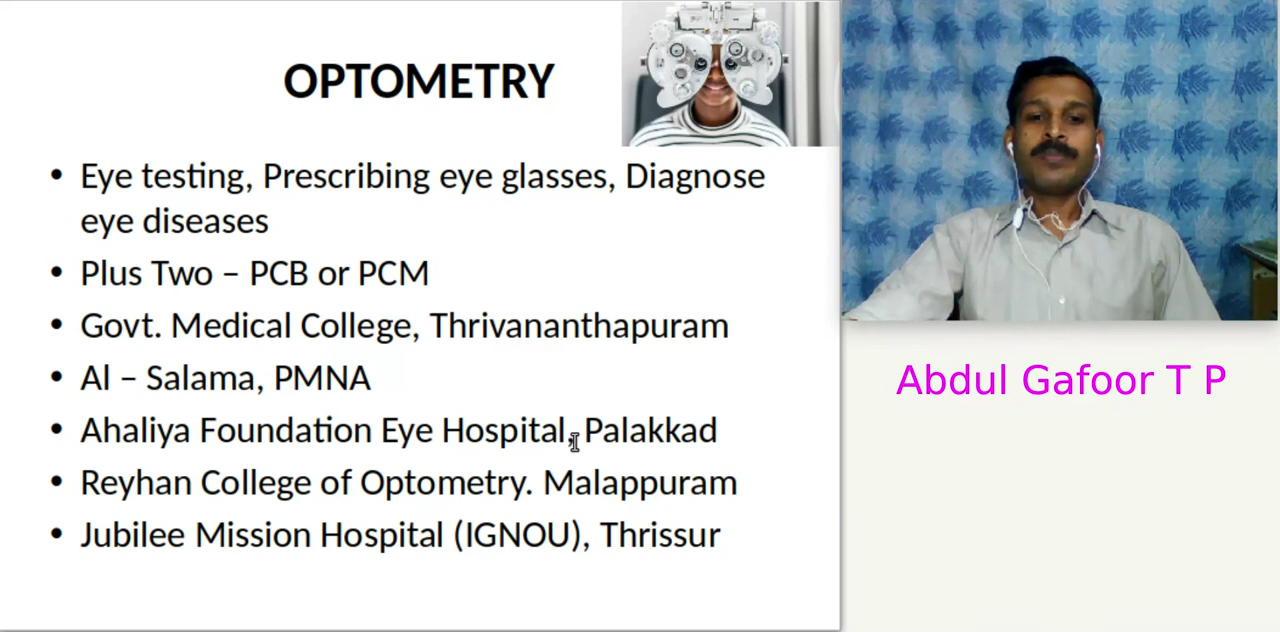 OPTOMETRY
• Eye testing, Prescribing eye glasses, Diagnose
eye diseases
• Plus Two – PCB or PCM
• Govt. Medical College, Thrivananthapuram
• Al – Salama, PMNA
• Ahaliya Foundation Eye Hospital, Palakkad
• Reyhan College of Optometry. Malappuram
• Jubilee Mission Hospital (IGNOU), Thrissur
Abdul Gafoor T P